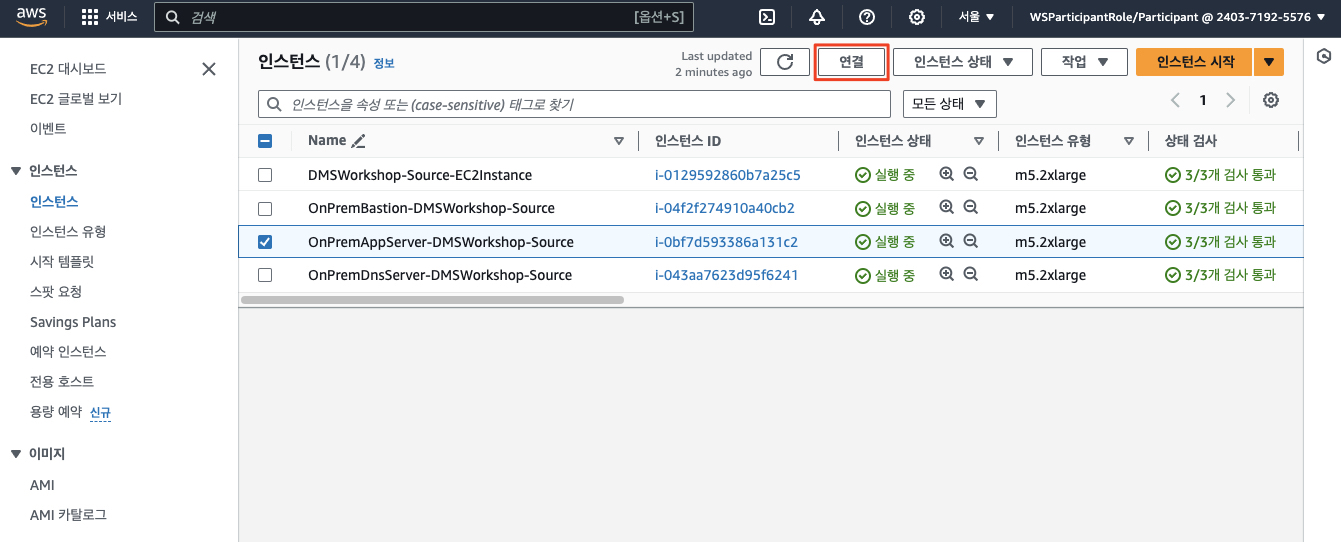 aws 서비스 검색 [옵션+S] 서울 WSParticipantRole/Participant @ 2403-7192-5576
EC2 대시보드
EC2 글로벌 보기
이벤트
인스턴스
인스턴스
인스턴스 유형
시작 템플릿
스팟 요청
Savings Plans
예약 인스턴스
전용 호스트
용량 예약 신규
이미지
AMI
AMI 카탈로그
인스턴스 (1/4) 정보
Last updated
2 minutes ago
연결 인스턴스 상태 작업 인스턴스 시작
인스턴스을 속성 또는 (case-sensitive) 태그로 찾기 모든 상태 1
Name 인스턴스 ID 인스턴스 상태 인스턴스 유형 상태 검사
DMSWorkshop-Source-EC2Instance i-0129592860b7a25c5 실행 중 m5.2xlarge 3/3개 검사 통과
OnPremBastion-DMSWorkshop-Source i-04f2f274910a40cb2 실행 중 m5.2xlarge 3/3개 검사 통과
OnPremAppServer-DMSWorkshop-Source i-0bf7d593386a131c2 실행 중 m5.2xlarge 3/3개 검사 통과
OnPremDnsServer-DMSWorkshop-Source i-043aa7623d95f6241 실행 중 m5.2xlarge 3/3개 검사 통과